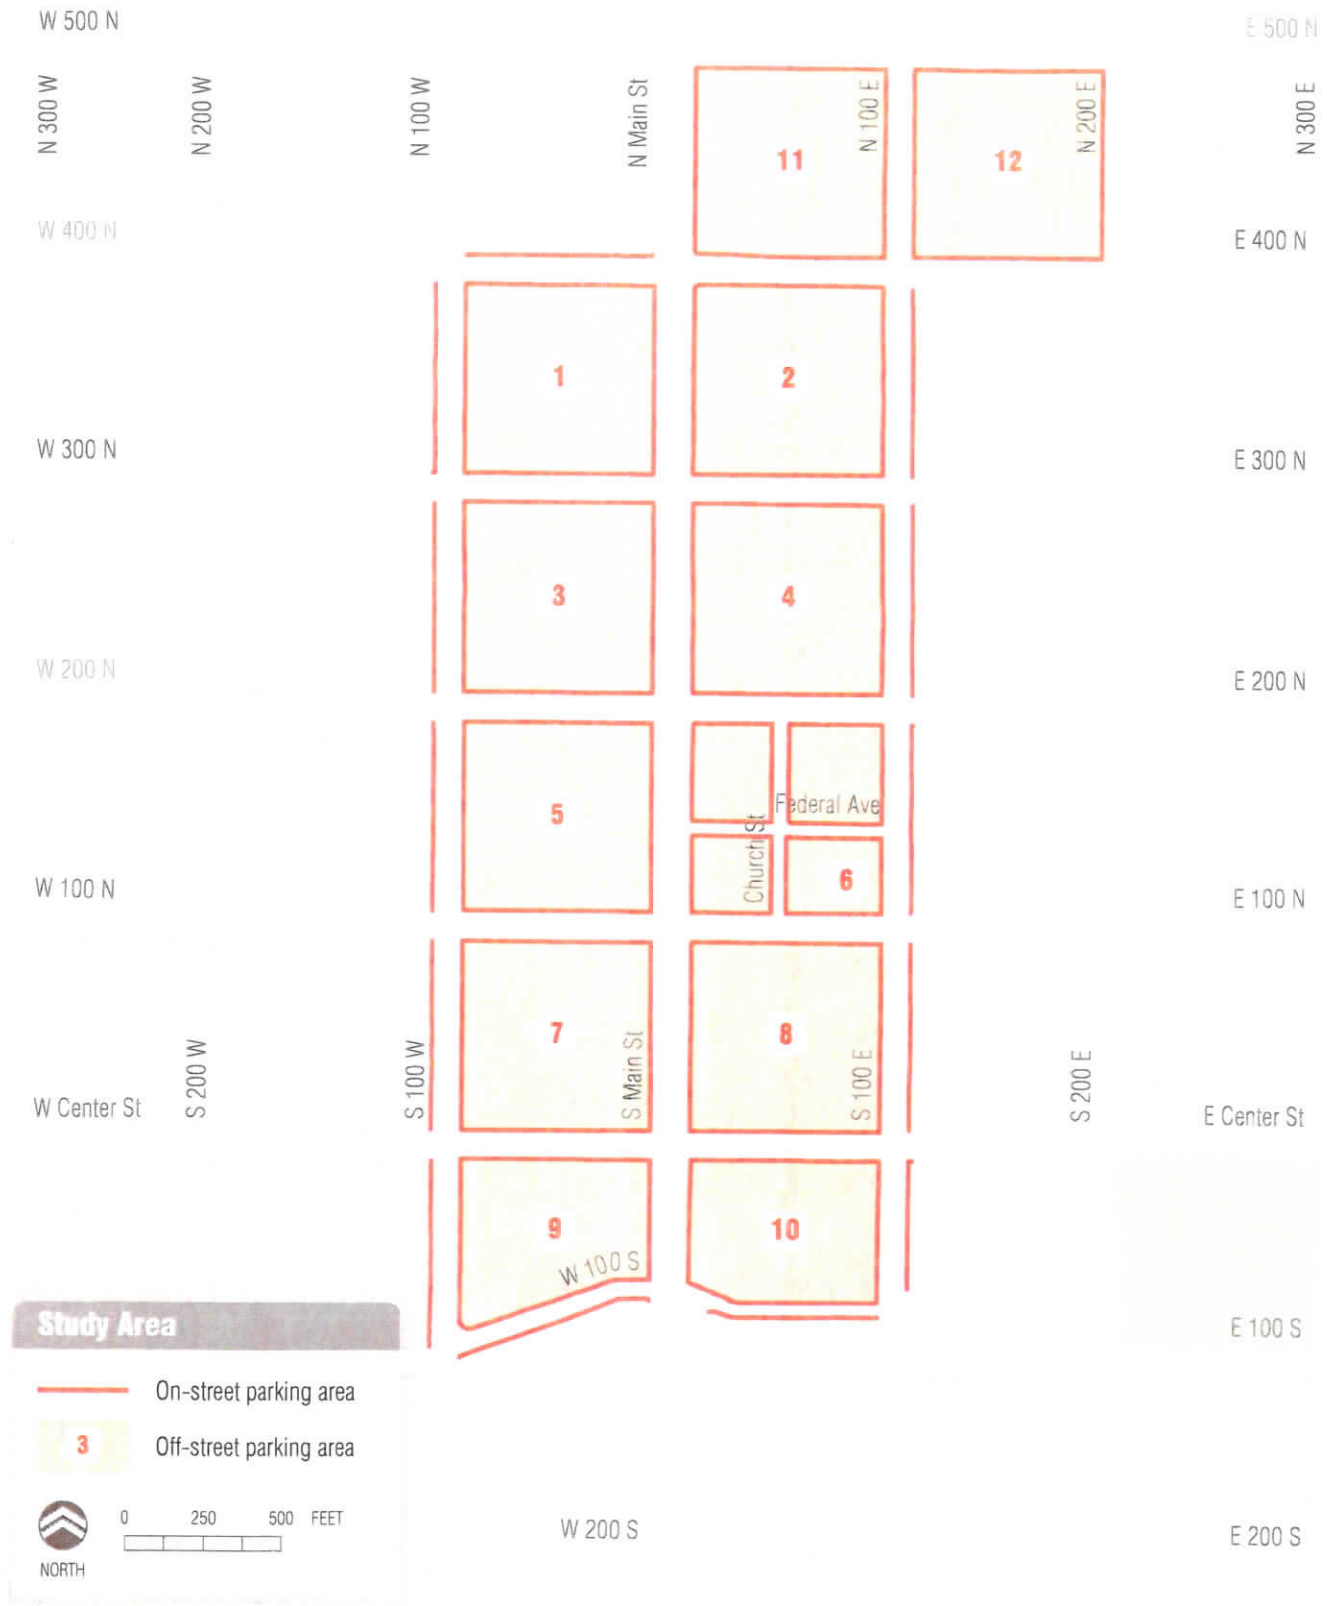 W 500 N
E 500 N
N 300 W
N 200 W
N 100 W
N Main St
N 100 E
N 200 E
N 300 E
11
12
W 400 N
E 400 N
1
2
W 300 N
E 300 N
3
4
W 200 N
E 200 N
5
Federal Ave
Church St
6
W 100 N
E 100 N
7
8
S 200 W
S 100 W
S Main St
S 100 E
S 200 E
W Center St
E Center St
9
10
W 100 S
E 100 S
Study Area
On-street parking area
3
Off-street parking area
0 250 500 FEET
NORTH
W 200 S
E 200 S